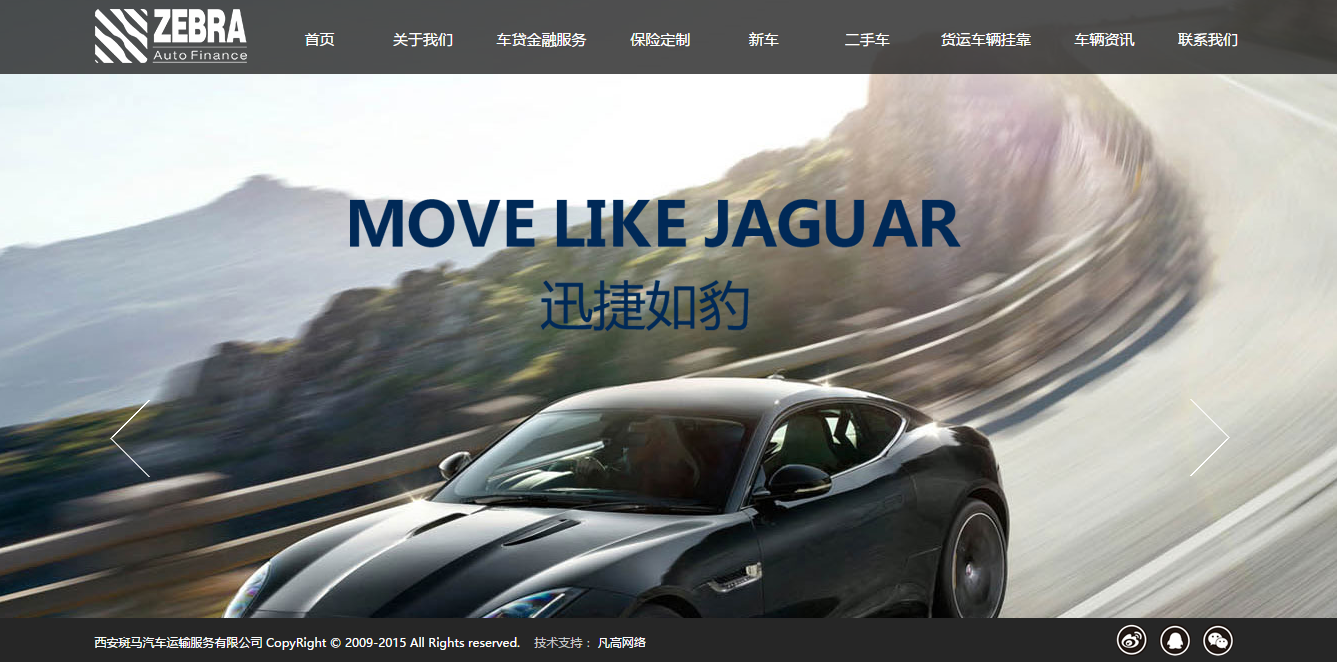 ZEBRA
Auto Finance
首页 关于我们 车贷金融服务 保险定制 新车 二手车 货运车辆挂靠 车辆资讯 联系我们
MOVE LIKE JAGUAR
迅捷如豹
西安斑马汽车运输服务有限公司 CopyRight © 2009-2015 All Rights reserved. 技术支持： 凡高网络